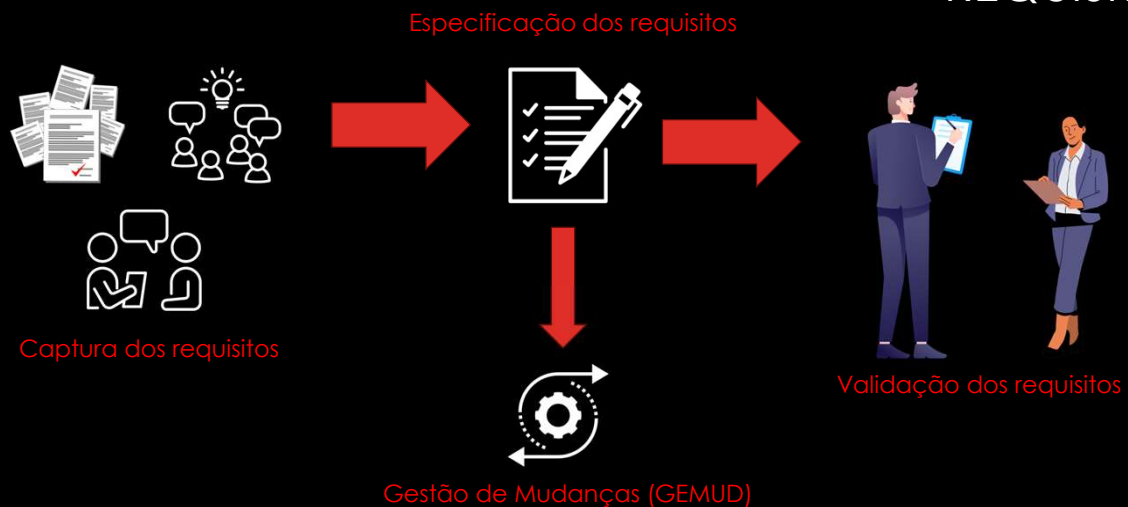 Especificação dos requisitos
Captura dos requisitos
Validação dos requisitos
Gestão de Mudanças (GEMUD)